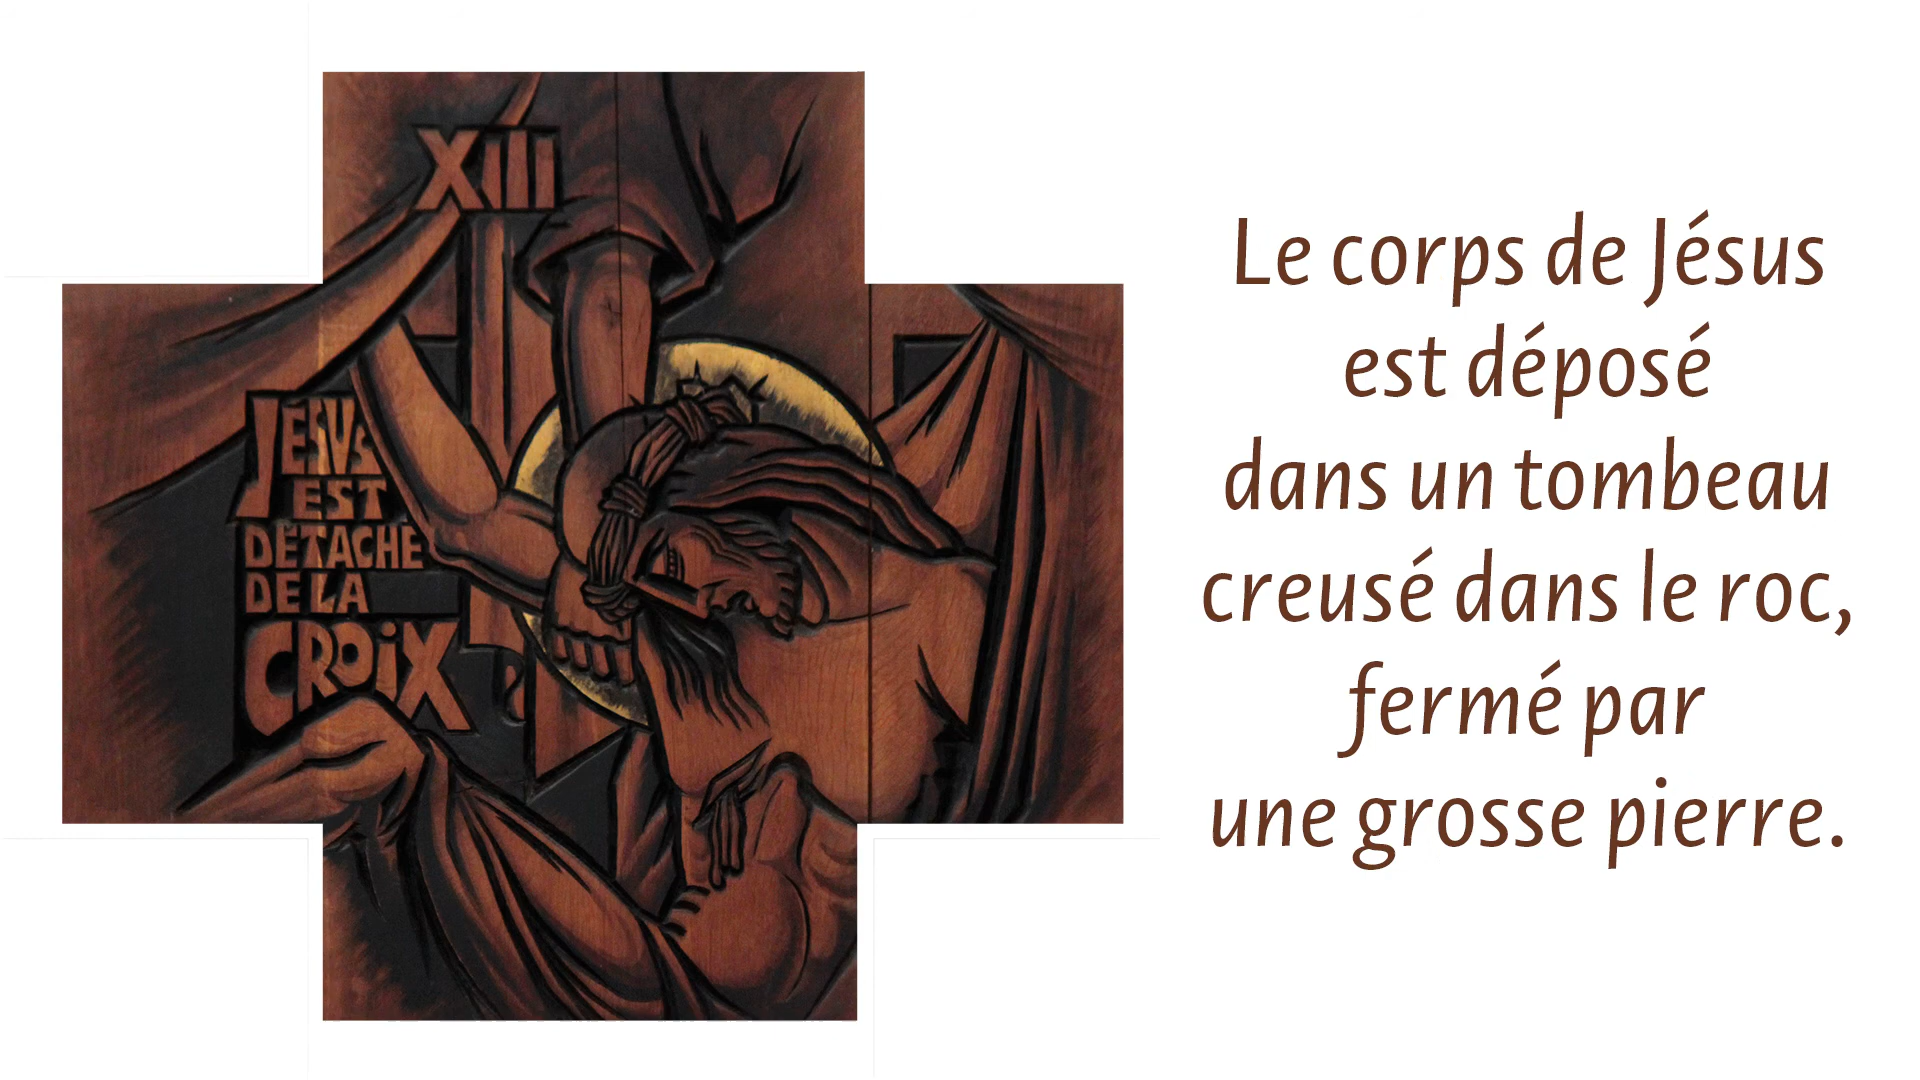 XIII
JESUS
EST
DÉTACHÉ
DE LA
CROiX
Le corps de Jésus
est déposé
dans un tombeau
creusé dans le roc,
fermé par
une grosse pierre.